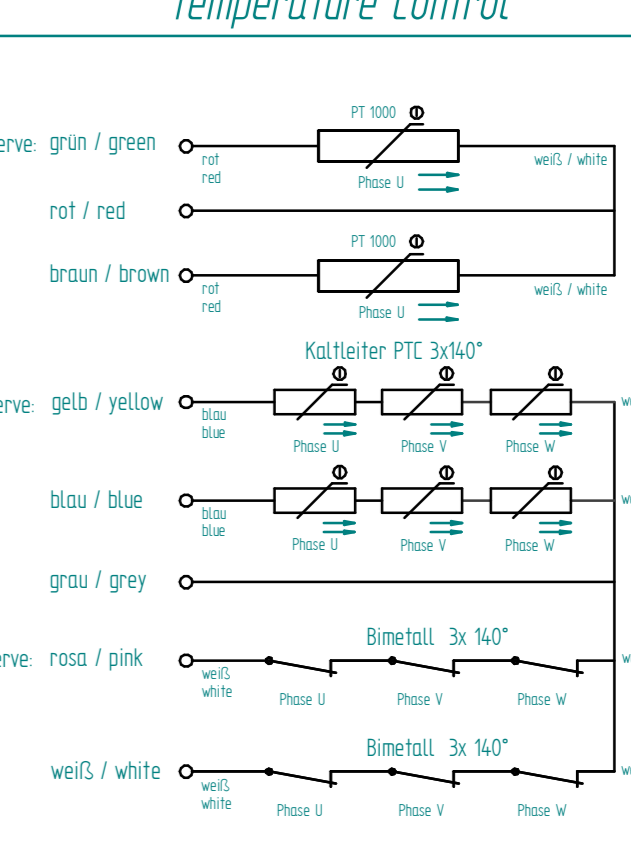 Temperature Control
PT 1000
erve: grün / green
rot
red
weiß / white
Phase U
rot / red
PT 1000
braun / brown
rot
red
weiß / white
Phase U
Kaltleiter PTC 3x140°
erve: gelb / yellow
blau
blue
Phase U Phase V Phase W
blau / blue
blau
blue
Phase U Phase V Phase W
grau / grey
Bimetall 3x 140°
erve: rosa / pink
weiß
white
Phase U Phase V Phase W
Bimetall 3x 140°
weiß / white
weiß
white
Phase U Phase V Phase W